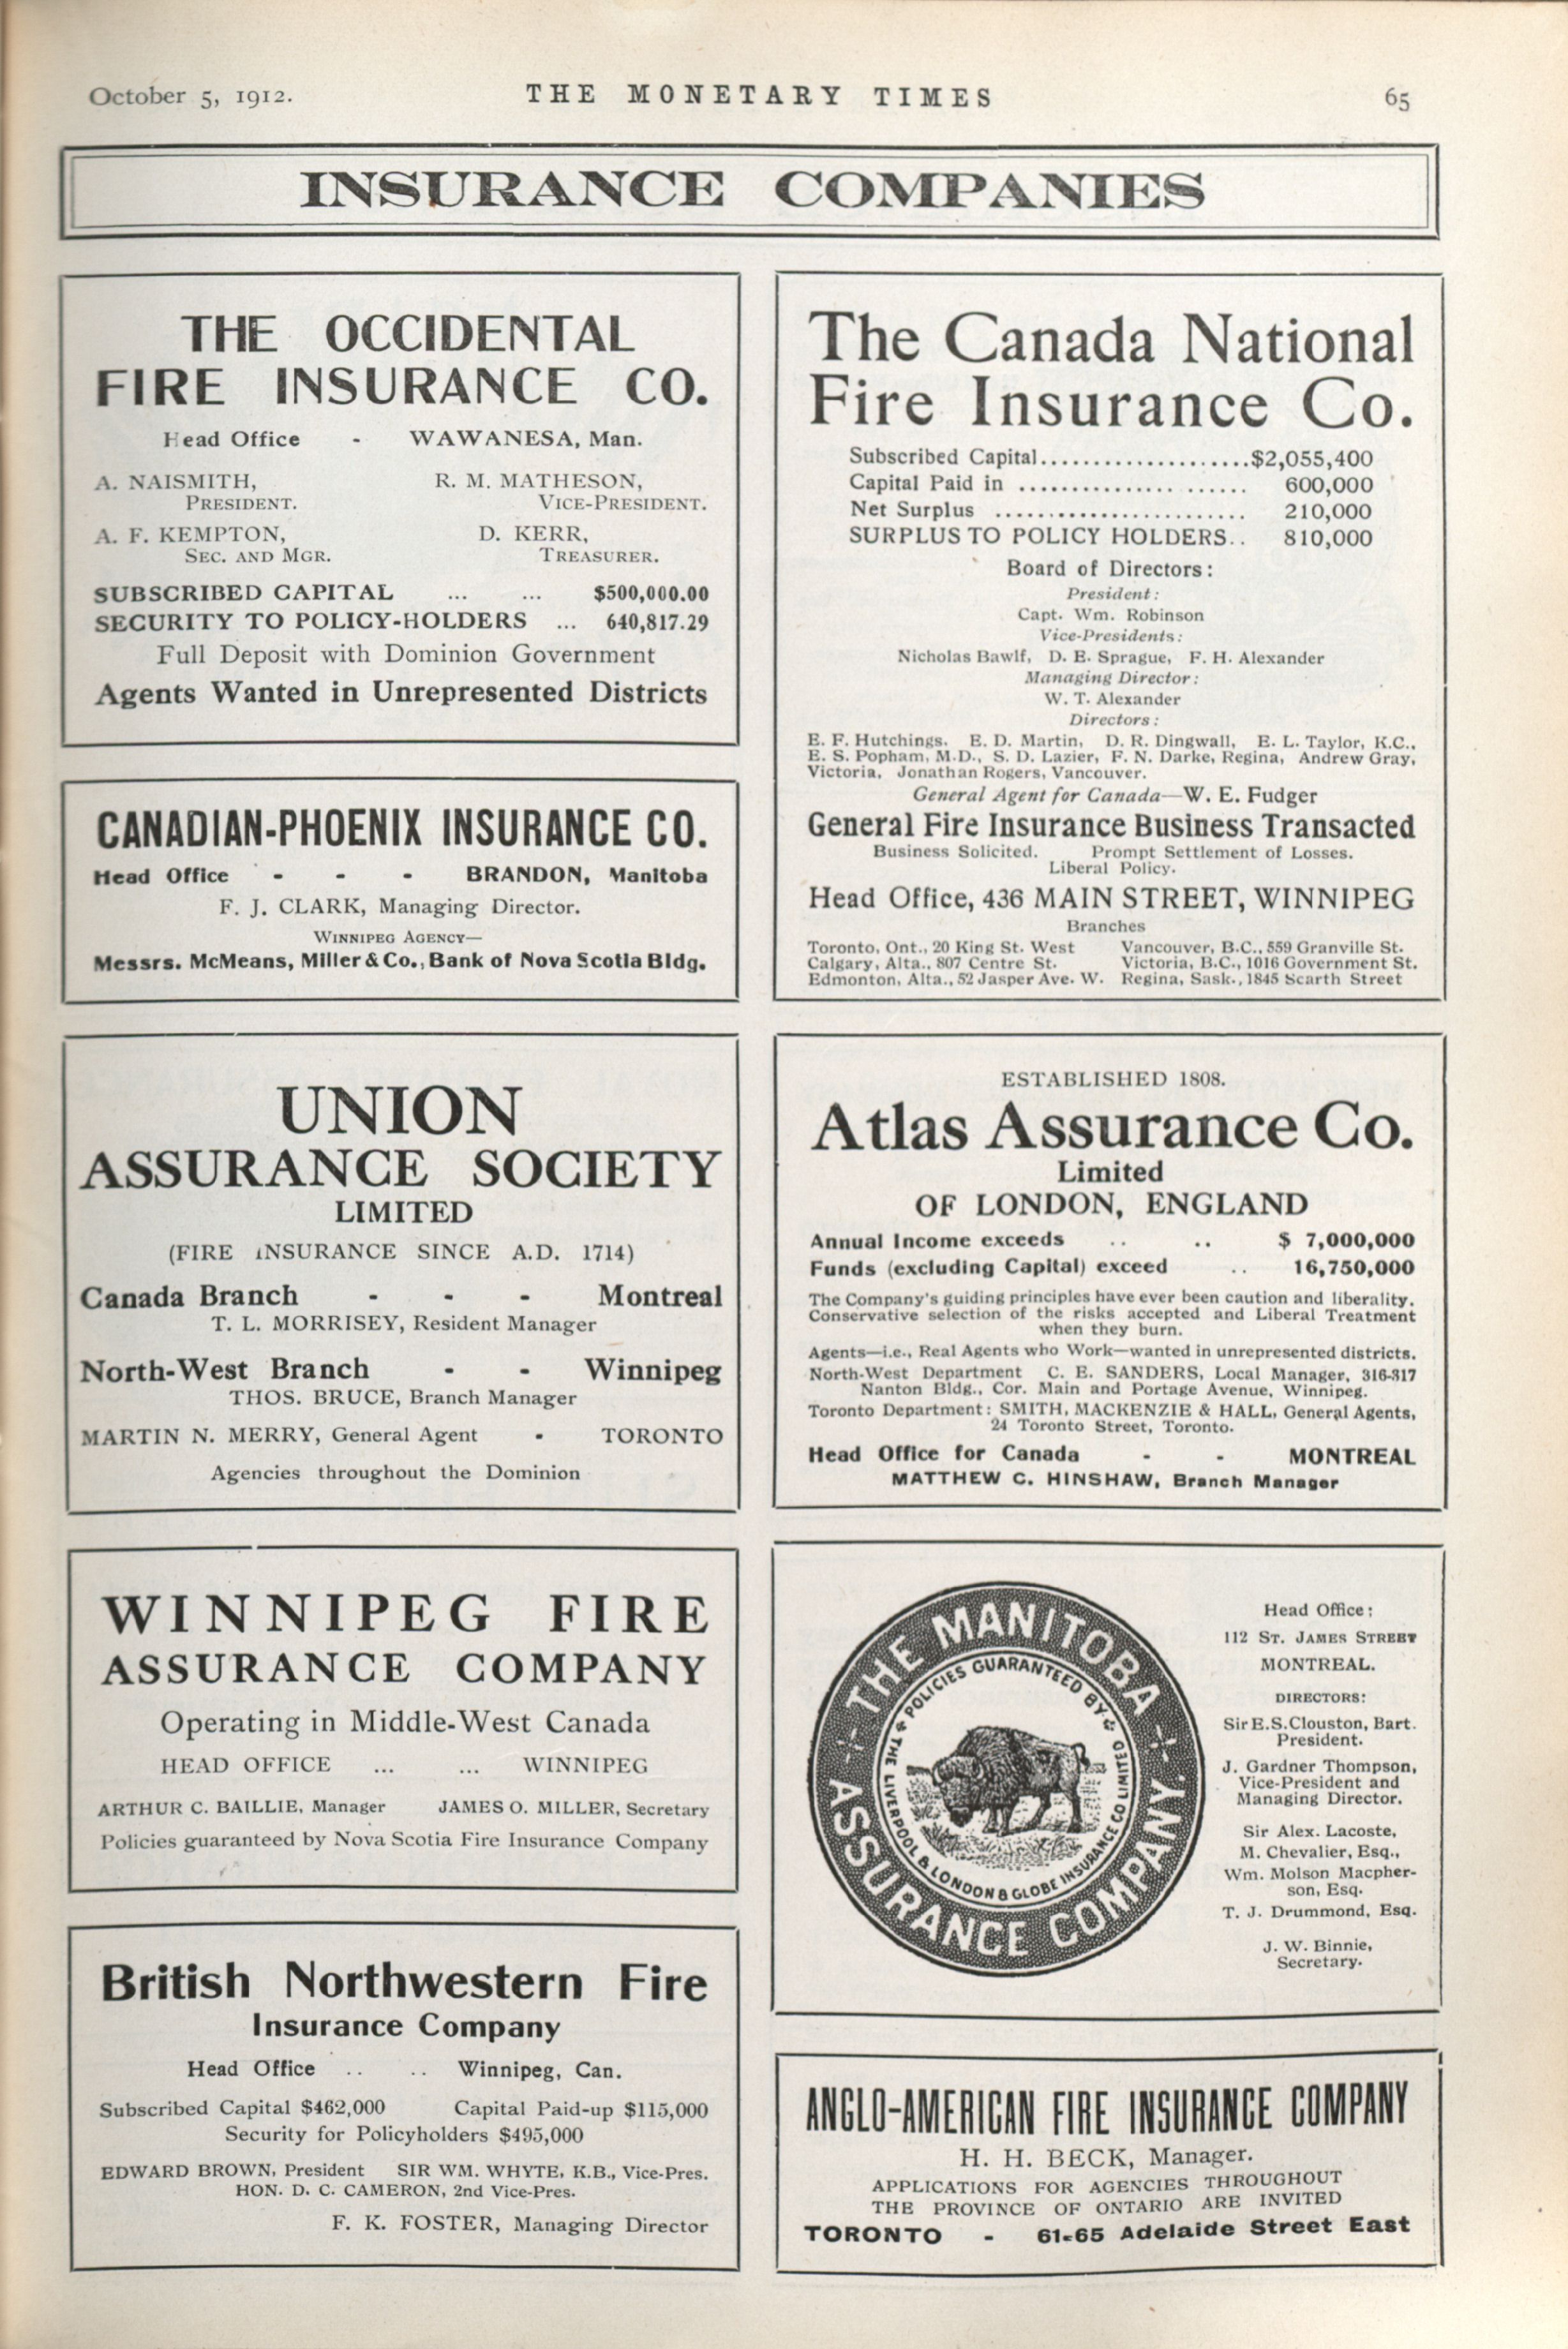 October 5, 1912.
THE MONETARY TIMES
65
INSURANCE COMPANIES
THE OCCIDENTAL
FIRE INSURANCE CO.
Head Office - WAWANESA, Man.
A. NAISMITH, R. M. MATHESON,
PRESIDENT. VICE-PRESIDENT.
A. F. KEMPTON, D. KERR,
SEC. AND MGR. TREASURER.
SUBSCRIBED CAPITAL ... ... $500,000.00
SECURITY TO POLICY-HOLDERS ... 640,817.29
Full Deposit with Dominion Government
Agents Wanted in Unrepresented Districts
CANADIAN-PHOENIX INSURANCE CO.
Head Office - - - BRANDON, Manitoba
F. J. CLARK, Managing Director.
WINNIPEG AGENCY—
Messrs. McMeans, Miller & Co., Bank of Nova Scotia Bldg.
UNION
ASSURANCE SOCIETY
LIMITED
(FIRE INSURANCE SINCE A.D. 1714)
Canada Branch - - - Montreal
T. L. MORRISEY, Resident Manager
North-West Branch - - Winnipeg
THOS. BRUCE, Branch Manager
MARTIN N. MERRY, General Agent - TORONTO
Agencies throughout the Dominion
WINNIPEG FIRE
ASSURANCE COMPANY
Operating in Middle-West Canada
HEAD OFFICE ... ... WINNIPEG
ARTHUR C. BAILLIE, Manager JAMES O. MILLER, Secretary
Policies guaranteed by Nova Scotia Fire Insurance Company
British Northwestern Fire
Insurance Company
Head Office .. .. Winnipeg, Can.
Subscribed Capital $462,000 Capital Paid-up $115,000
Security for Policyholders $495,000
EDWARD BROWN, President SIR WM. WHYTE, K.B., Vice-Pres.
HON. D. C. CAMERON, 2nd Vice-Pres.
F. K. FOSTER, Managing Director
The Canada National
Fire Insurance Co.
Subscribed Capital....................$2,055,400
Capital Paid in ...................... 600,000
Net Surplus ........................ 210,000
SURPLUS TO POLICY HOLDERS.. 810,000
Board of Directors:
President:
Capt. Wm. Robinson
Vice-Presidents:
Nicholas Bawlf, D. E. Sprague, F. H. Alexander
Managing Director:
W. T. Alexander
Directors:
E. F. Hutchings. E. D. Martin, D. R. Dingwall, E. L. Taylor, K.C.,
E. S. Popham, M.D., S. D. Lazier, F. N. Darke, Regina, Andrew Gray,
Victoria, Jonathan Rogers, Vancouver.
General Agent for Canada—W. E. Fudger
General Fire Insurance Business Transacted
Business Solicited. Prompt Settlement of Losses.
Liberal Policy.
Head Office, 436 MAIN STREET, WINNIPEG
Branches
Toronto, Ont., 20 King St. West Vancouver, B.C., 559 Granville St.
Calgary, Alta., 807 Centre St. Victoria, B.C., 1016 Government St.
Edmonton, Alta., 52 Jasper Ave. W. Regina, Sask., 1845 Scarth Street
ESTABLISHED 1808.
Atlas Assurance Co.
Limited
OF LONDON, ENGLAND
Annual Income exceeds .. .. $ 7,000,000
Funds (excluding Capital) exceed .. 16,750,000
The Company's guiding principles have ever been caution and liberality.
Conservative selection of the risks accepted and Liberal Treatment
when they burn.
Agents—i.e., Real Agents who Work—wanted in unrepresented districts.
North-West Department C. E. SANDERS, Local Manager, 316-317
Nanton Bldg., Cor. Main and Portage Avenue, Winnipeg.
Toronto Department: SMITH, MACKENZIE & HALL, General Agents,
24 Toronto Street, Toronto.
Head Office for Canada - - MONTREAL
MATTHEW C. HINSHAW, Branch Manager
THE MANITOBA
ASSURANCE COMPANY.
POLICIES GUARANTEED BY
THE LIVERPOOL & LONDON & GLOBE INSURANCE CO LIMITED
Head Office:
112 ST. JAMES STREET
MONTREAL.
DIRECTORS:
Sir E. S. Clouston, Bart.
President.
J. Gardner Thompson,
Vice-President and
Managing Director.
Sir Alex. Lacoste,
M. Chevalier, Esq.,
Wm. Molson Macpher-
son, Esq.
T. J. Drummond, Esq.
J. W. Binnie,
Secretary.
ANGLO-AMERICAN FIRE INSURANCE COMPANY
H. H. BECK, Manager.
APPLICATIONS FOR AGENCIES THROUGHOUT
THE PROVINCE OF ONTARIO ARE INVITED
TORONTO - 61-65 Adelaide Street East